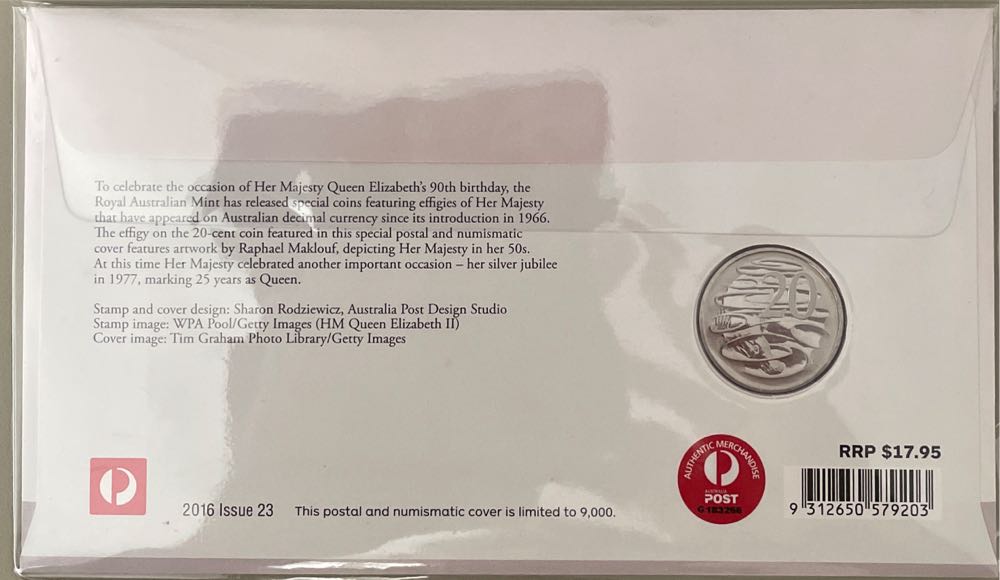 To celebrate the occasion of Her Majesty Queen Elizabeth's 90th birthday, the
Royal Australian Mint has released special coins featuring effigies of Her Majesty
that have appeared on Australian decimal currency since its introduction in 1966.
The effigy on the 20-cent coin featured in this special postal and numismatic
cover features artwork by Raphael Maklouf, depicting Her Majesty in her 50s.
At this time Her Majesty celebrated another important occasion – her silver jubilee
in 1977, marking 25 years as Queen.
Stamp and cover design: Sharon Rodziewicz, Australia Post Design Studio
Stamp image: WPA Pool/Getty Images (HM Queen Elizabeth II)
Cover image: Tim Graham Photo Library/Getty Images
20
AUTHENTIC MERCHANDISE
AUSTRALIA
POST
G183266
RRP $17.95
9 312650 579203
2016 Issue 23
This postal and numismatic cover is limited to 9,000.